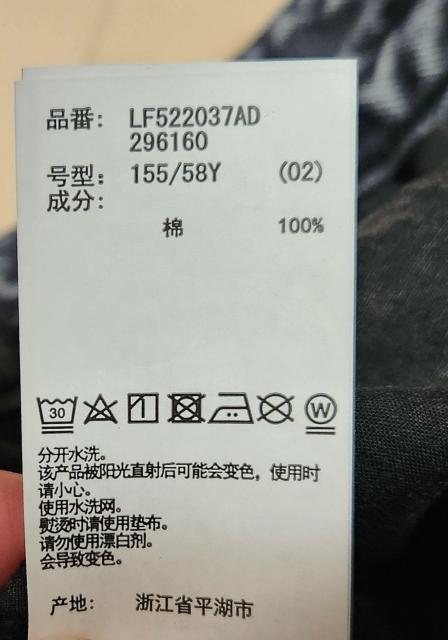 品番: LF522037AD
296160
号型: 155/58Y (02)
成分:
棉 100%
30 W
分开水洗。
该产品被阳光直射后可能会变色，使用时
请小心。
使用水洗网。
熨烫时请使用垫布。
请勿使用漂白剂。
会导致变色。
产地: 浙江省平湖市